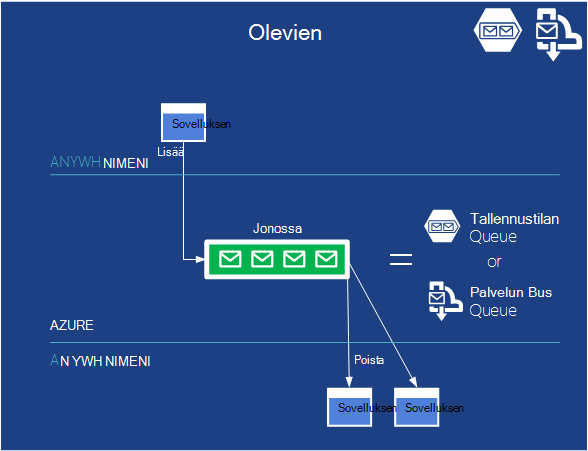 Olevien
Sovelluksen
Lisää
ANYWH NIMENI
Jonossa
Tallennustilan
Queue
or
Palvelun Bus
Queue
AZURE
AN YWH NIMENI
Poista
Sovelluksen
Sovelluksen